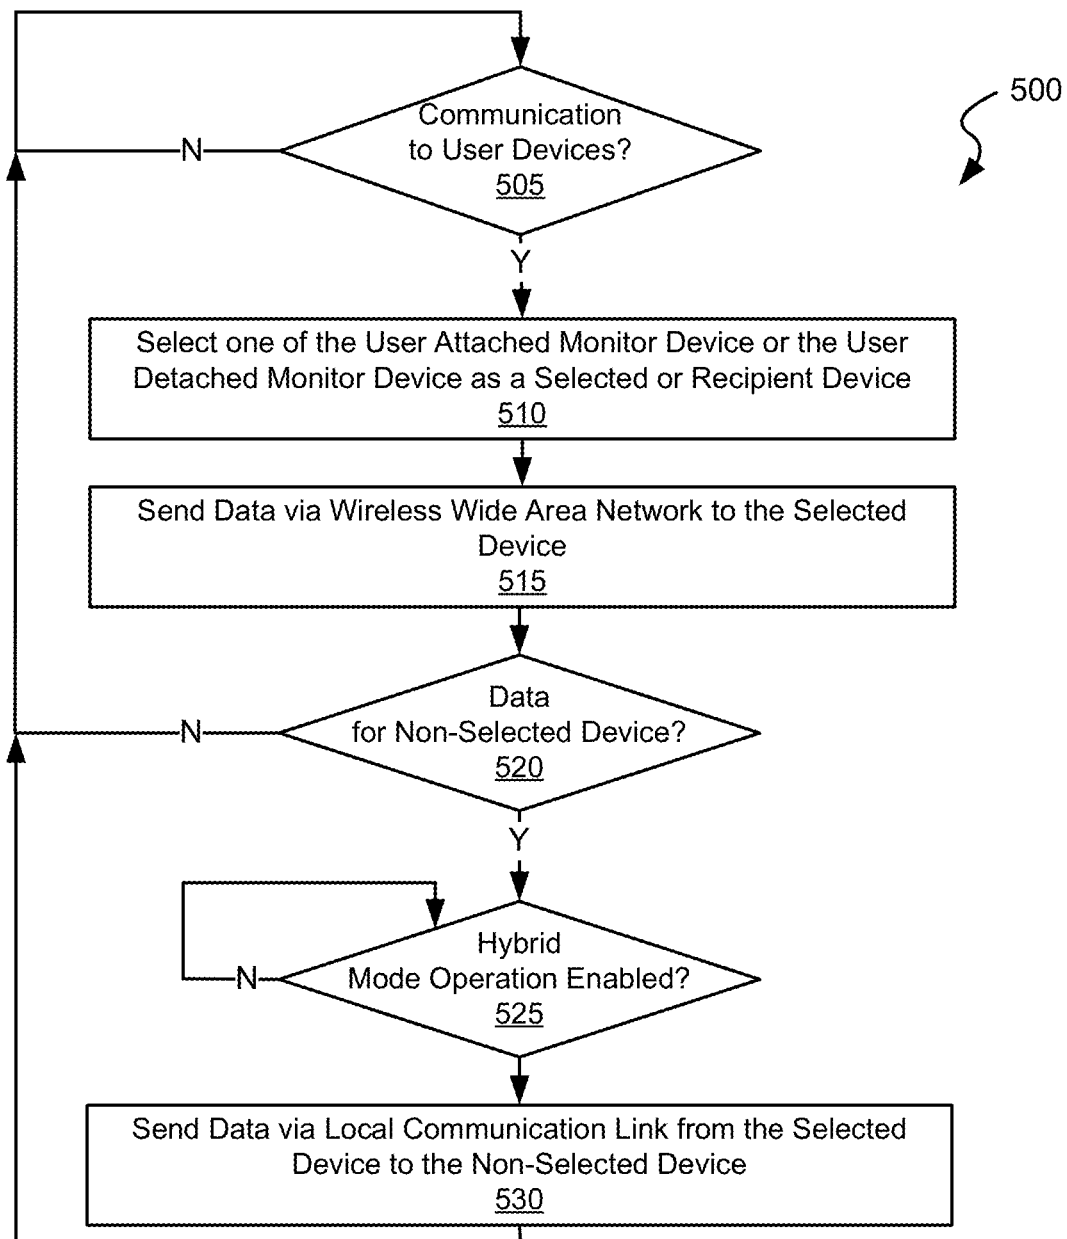 500
Communication
to User Devices?
505
N
Y
Select one of the User Attached Monitor Device or the User
Detached Monitor Device as a Selected or Recipient Device
510
Send Data via Wireless Wide Area Network to the Selected
Device
515
Data
for Non-Selected Device?
520
N
Y
Hybrid
Mode Operation Enabled?
525
N
Send Data via Local Communication Link from the Selected
Device to the Non-Selected Device
530